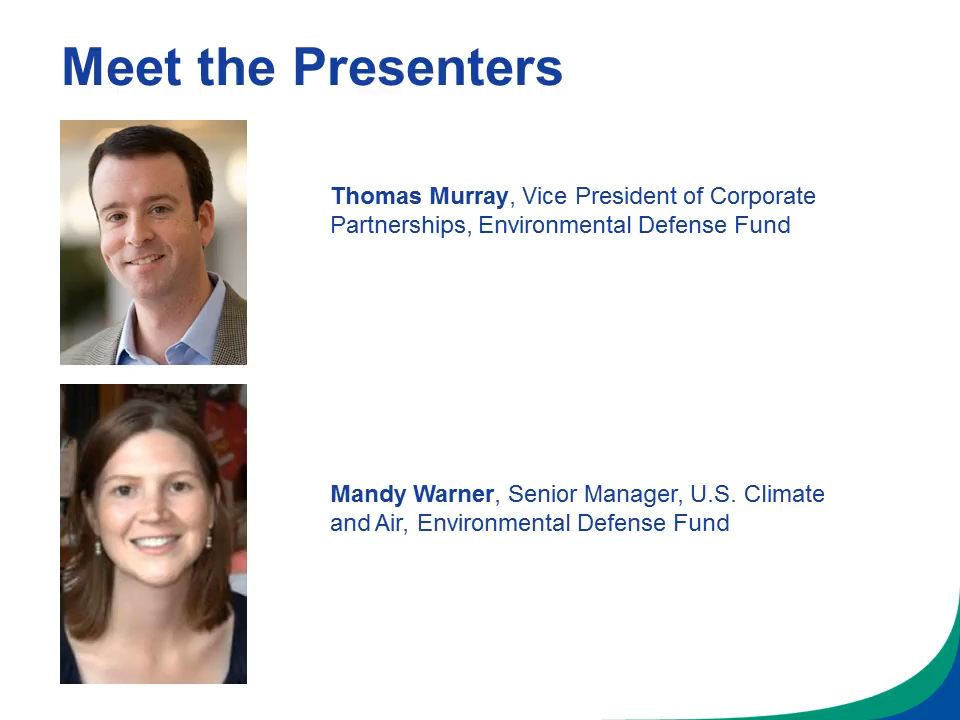 Meet the Presenters
Thomas Murray, Vice President of Corporate
Partnerships, Environmental Defense Fund
Mandy Warner, Senior Manager, U.S. Climate
and Air, Environmental Defense Fund